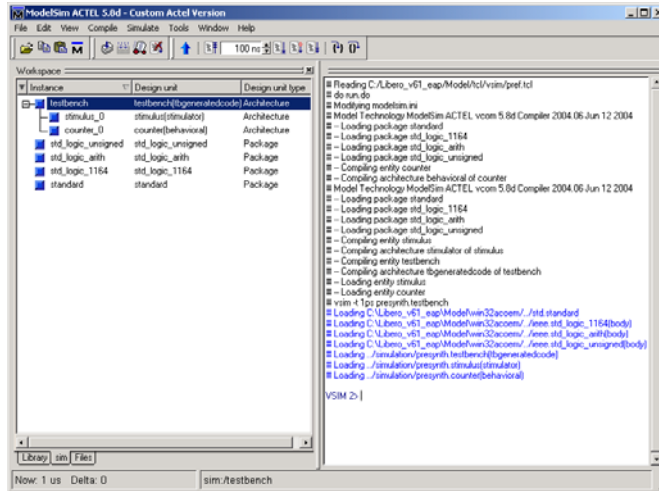 ModelSim ACTEL 5.8d - Custom Actel Version
File Edit View Compile Simulate Tools Window Help
100 ns
Workspace
Instance Design unit Design unit type
testbench testbench(tbgeneratedcode) Architecture
stimulus_0 stimulus(stimulator) Architecture
counter_0 counter(behavioral) Architecture
std_logic_unsigned std_logic_unsigned Package
std_logic_arith std_logic_arith Package
std_logic_1164 std_logic_1164 Package
standard standard Package
# Reading C:/Libero_v61_eap/Model/tcl/vsim/pref.tcl
# do run.do
# Modifying modelsim.ini
# Model Technology ModelSim ACTEL vcom 5.8d Compiler 2004.06 Jun 12 2004
# -- Loading package standard
# -- Loading package std_logic_1164
# -- Loading package std_logic_arith
# -- Loading package std_logic_unsigned
# -- Compiling entity counter
# -- Compiling architecture behavioral of counter
# Model Technology ModelSim ACTEL vcom 5.8d Compiler 2004.06 Jun 12 2004
# -- Loading package standard
# -- Loading package std_logic_1164
# -- Loading package std_logic_arith
# -- Loading package std_logic_unsigned
# -- Compiling entity stimulus
# -- Compiling architecture stimulator of stimulus
# -- Compiling entity testbench
# -- Compiling architecture tbgeneratedcode of testbench
# -- Loading entity stimulus
# -- Loading entity counter
# vsim -t 1ps presynth.testbench
# Loading C:\Libero_v61_eap\Model\win32acoem/../std.standard
# Loading C:\Libero_v61_eap\Model\win32acoem/../ieee.std_logic_1164(body)
# Loading C:\Libero_v61_eap\Model\win32acoem/../ieee.std_logic_arith(body)
# Loading C:\Libero_v61_eap\Model\win32acoem/../ieee.std_logic_unsigned(body)
# Loading ../simulation/presynth.testbench(tbgeneratedcode)
# Loading ../simulation/presynth.stimulus(stimulator)
# Loading ../simulation/presynth.counter(behavioral)
VSIM 2>
Library sim Files
Now: 1 us Delta: 0 sim:/testbench